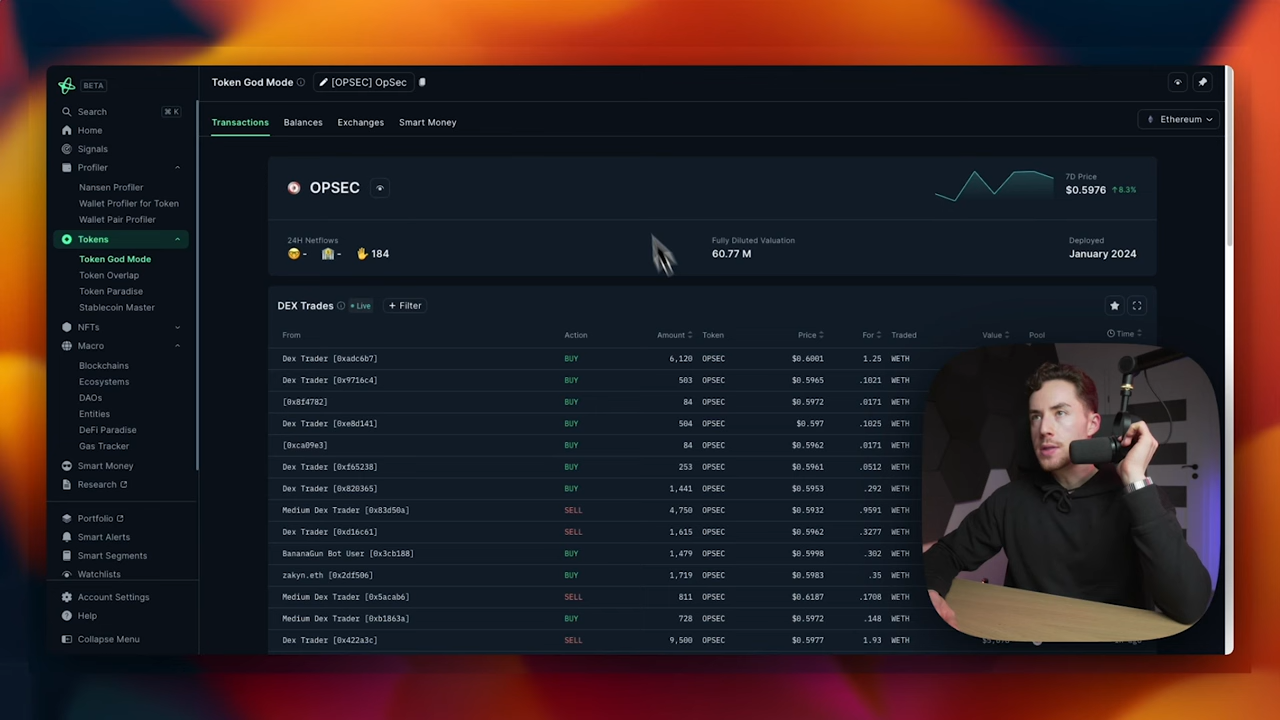 BETA
Search ⌘ K
Home
Signals
Profiler
Nansen Profiler
Wallet Profiler for Token
Wallet Pair Profiler
Tokens
Token God Mode
Token Overlap
Token Paradise
Stablecoin Master
NFTs
Macro
Blockchains
Ecosystems
DAOs
Entities
DeFi Paradise
Gas Tracker
Smart Money
Research
Portfolio
Smart Alerts
Smart Segments
Watchlists
Account Settings
Help
Collapse Menu
Token God Mode [OPSEC] OpSec
Transactions Balances Exchanges Smart Money Ethereum
OPSEC
7D Price
$0.5976 8.3%
24H Netflows Fully Diluted Valuation Deployed
- - 184 60.77 M January 2024
DEX Trades Live + Filter
From Action Amount Token Price For Traded Value Pool Time
Dex Trader [0xadc6b7] BUY 6,120 OPSEC $0.6001 1.25 WETH
Dex Trader [0x9716c4] BUY 503 OPSEC $0.5965 .1021 WETH
[0x8f4782] BUY 84 OPSEC $0.5972 .0171 WETH
Dex Trader [0xe8d141] BUY 504 OPSEC $0.597 .1025 WETH
[0xca09e3] BUY 84 OPSEC $0.5962 .0171 WETH
Dex Trader [0xf65238] BUY 253 OPSEC $0.5961 .0512 WETH
Dex Trader [0x820365] BUY 1,441 OPSEC $0.5953 .292 WETH
Medium Dex Trader [0x83d50a] SELL 4,750 OPSEC $0.5932 .9591 WETH
Dex Trader [0xd16c61] SELL 1,615 OPSEC $0.5962 .3277 WETH
BananaGun Bot User [0x3cb188] BUY 1,479 OPSEC $0.5998 .302 WETH
zakyn.eth [0x2df506] BUY 1,719 OPSEC $0.5983 .35 WETH
Medium Dex Trader [0x5acab6] SELL 811 OPSEC $0.6187 .1708 WETH
Medium Dex Trader [0xb1863a] BUY 728 OPSEC $0.5972 .148 WETH
Dex Trader [0x422a3c] SELL 9,500 OPSEC $0.5977 1.93 WETH